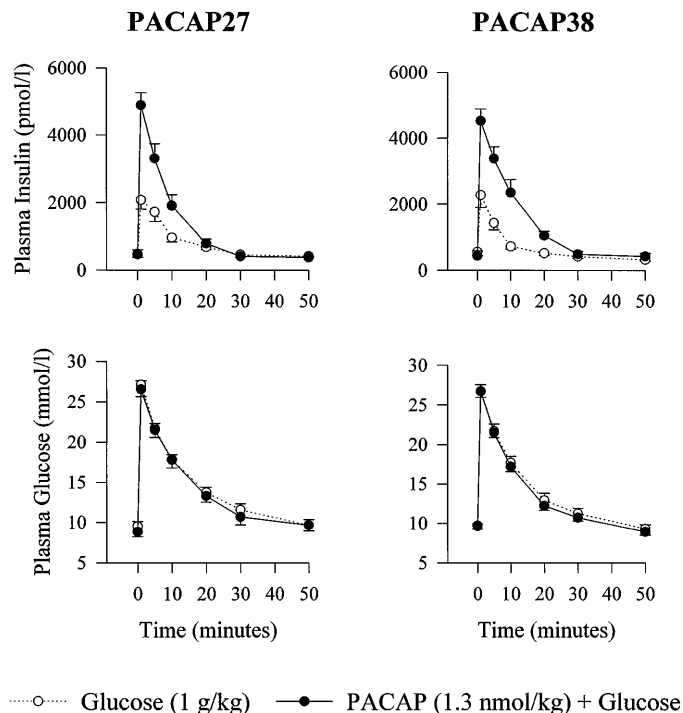 PACAP27
PACAP38
Plasma Insulin (pmol/l)
6000
4000
2000
0
0 10 20 30 40 50
6000
4000
2000
0
0 10 20 30 40 50
Plasma Glucose (mmol/l)
30
25
20
15
10
5
0 10 20 30 40 50
Time (minutes)
30
25
20
15
10
5
0 10 20 30 40 50
Time (minutes)
Glucose (1 g/kg)
PACAP (1.3 nmol/kg) + Glucose